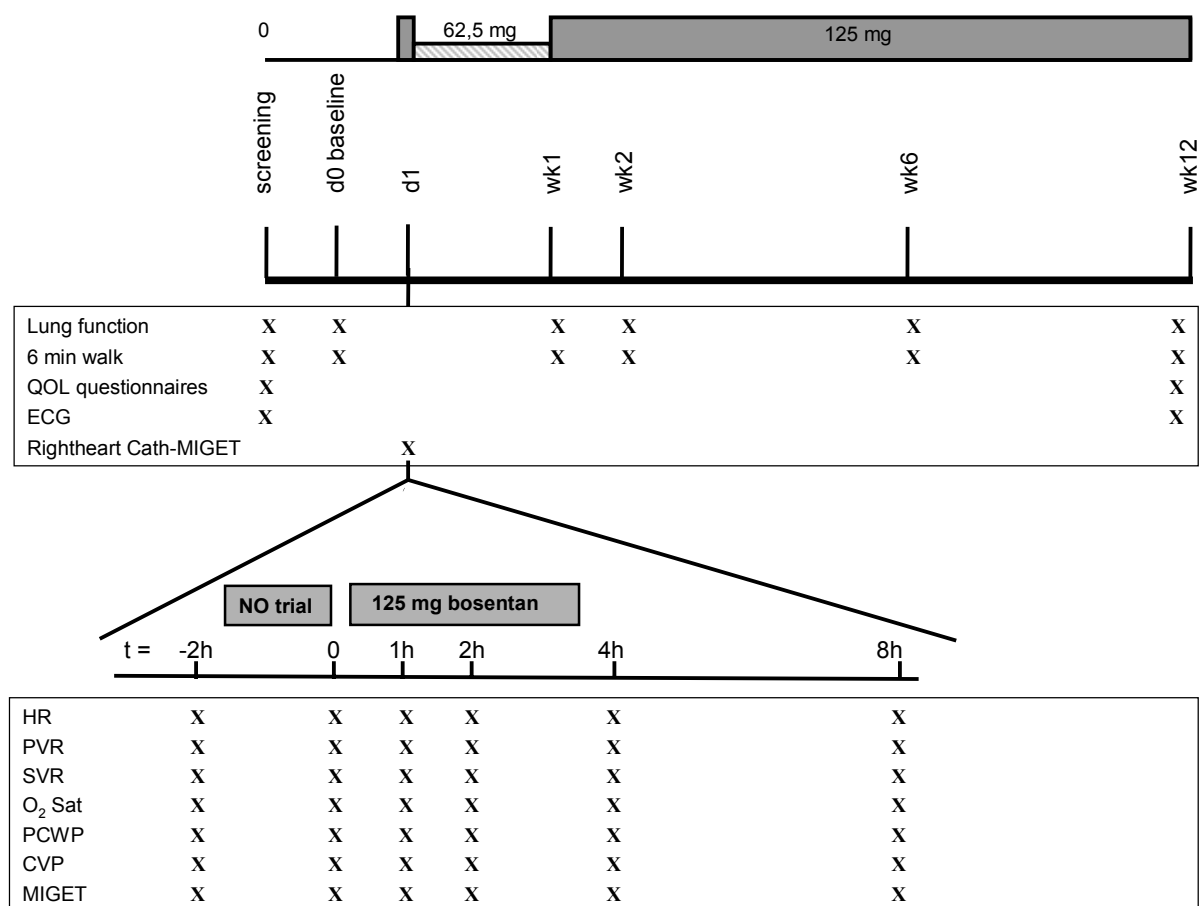 0 62,5 mg 125 mg
screening d0 baseline d1 wk1 wk2 wk6 wk12
Lung function X X X X X X
6 min walk X X X X X X
QOL questionnaires X X
ECG X X
Rightheart Cath-MIGET X
NO trial 125 mg bosentan
t = -2h 0 1h 2h 4h 8h
HR X X X X X X
PVR X X X X X X
SVR X X X X X X
O₂ Sat X X X X X X
PCWP X X X X X X
CVP X X X X X X
MIGET X X X X X X